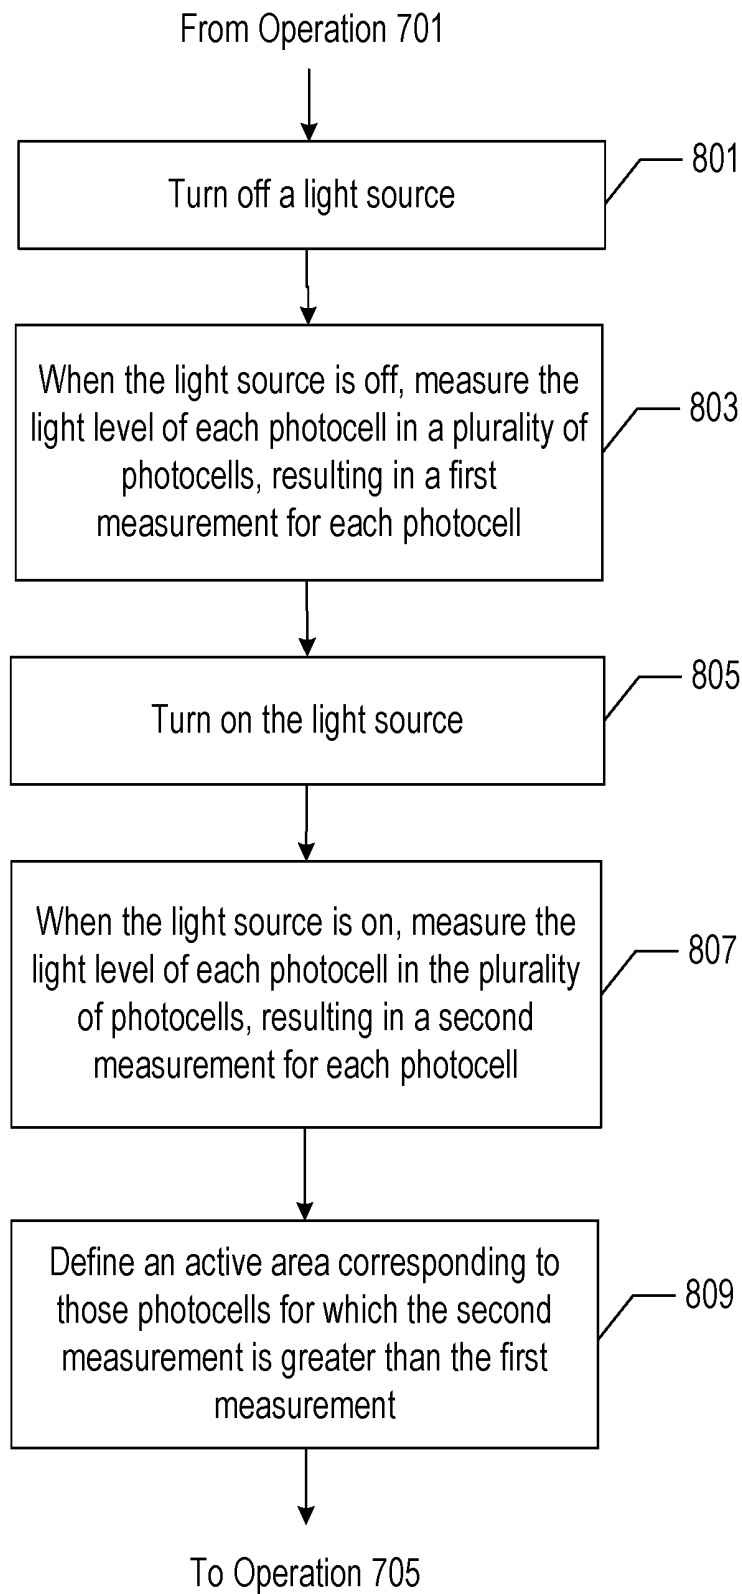 From Operation 701
801
Turn off a light source
When the light source is off, measure the
light level of each photocell in a plurality of
photocells, resulting in a first
measurement for each photocell
803
805
Turn on the light source
When the light source is on, measure the
light level of each photocell in the plurality
of photocells, resulting in a second
measurement for each photocell
807
Define an active area corresponding to
those photocells for which the second
measurement is greater than the first
measurement
809
To Operation 705